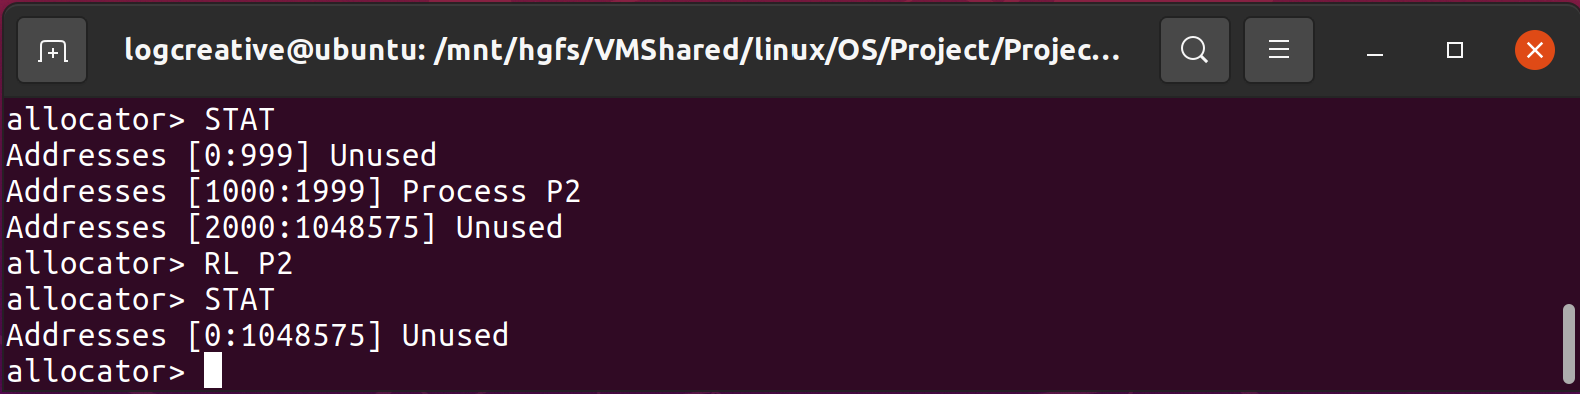 logcreative@ubuntu: /mnt/hgfs/VMShared/linux/OS/Project/Projec...
allocator> STAT
Addresses [0:999] Unused
Addresses [1000:1999] Process P2
Addresses [2000:1048575] Unused
allocator> RL P2
allocator> STAT
Addresses [0:1048575] Unused
allocator>